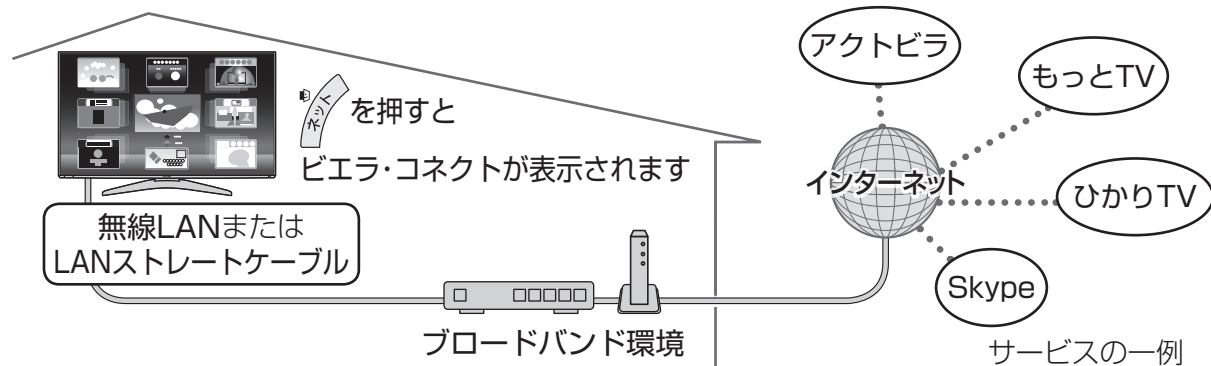 ネット
を押すと
ビエラ・コネクトが表示されます
無線LANまたは
LANストレートケーブル
ブロードバンド環境
アクトビラ
もっとTV
インターネット
ひかりTV
Skype
サービスの一例